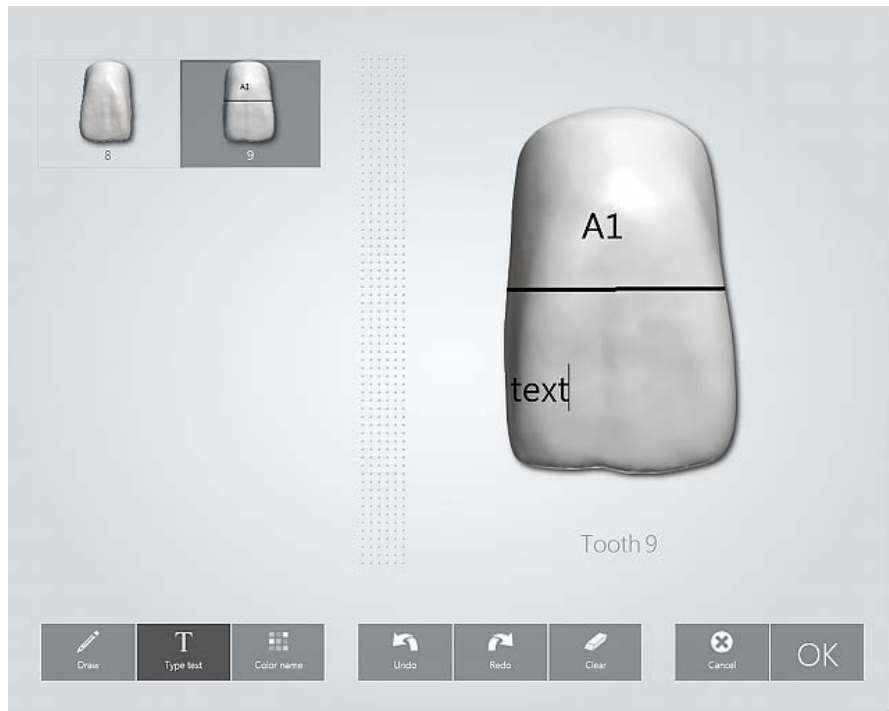 8
9
A1
A1
text
Tooth 9
Draw
Type text
Color name
Undo
Redo
Clear
Cancel
OK